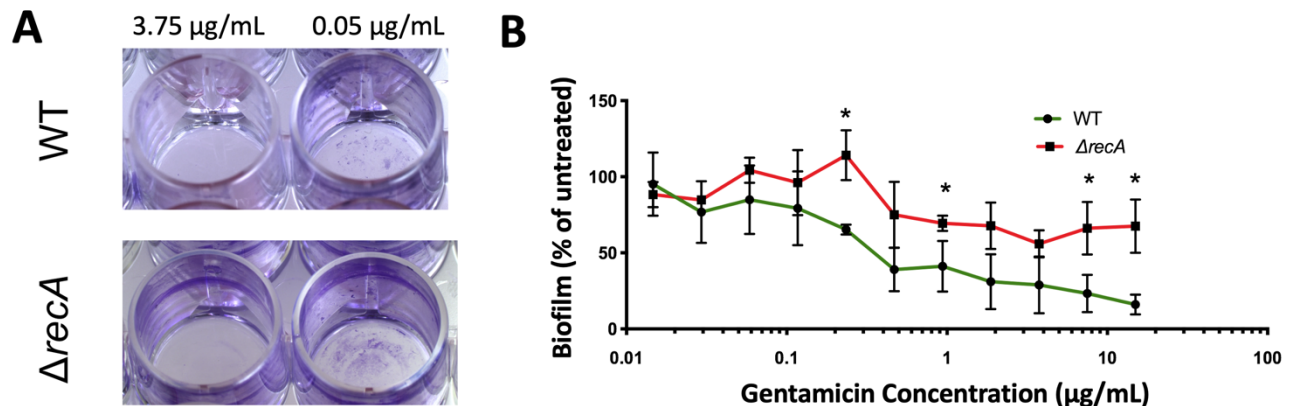 A
3.75 µg/mL 0.05 µg/mL
WT
ΔrecA
B
Biofilm (% of untreated)
150
100
50
0
* * * *
WT
ΔrecA
0.01 0.1 1 10 100
Gentamicin Concentration (µg/mL)